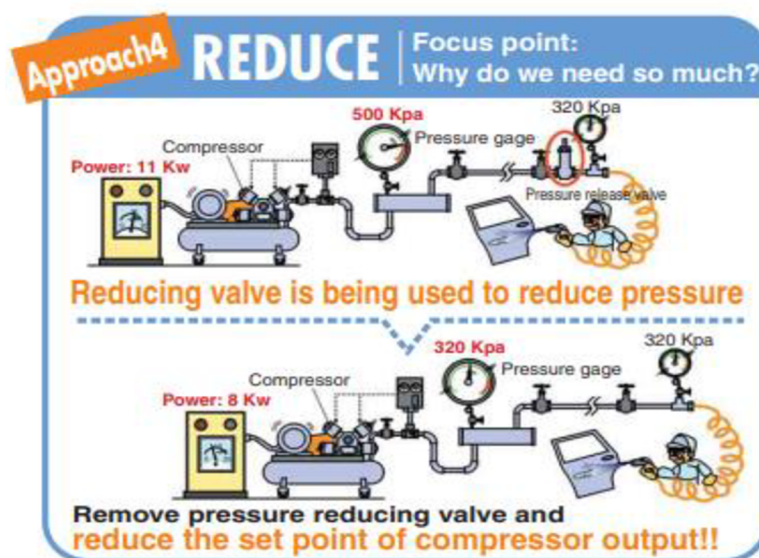 Approach4
REDUCE
Focus point:
Why do we need so much?
500 Kpa
320 Kpa
Compressor
Pressure gage
Power: 11 Kw
Pressure release valve
Reducing valve is being used to reduce pressure
320 Kpa
320 Kpa
Compressor
Pressure gage
Power: 8 Kw
Remove pressure reducing valve and
reduce the set point of compressor output!!